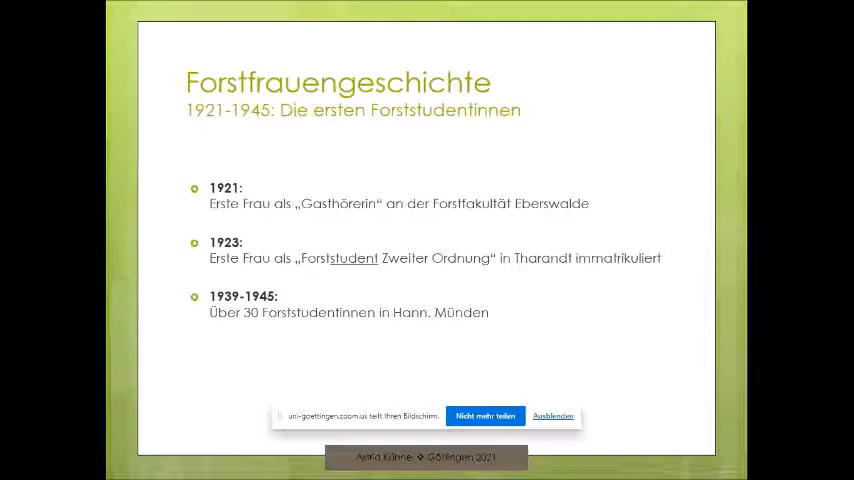 Forstfrauengeschichte
1921-1945: Die ersten Forststudentinnen
1921:
Erste Frau als „Gasthörerin“ an der Forstfakultät Eberswalde
1923:
Erste Frau als „Forststudent Zweiter Ordnung“ in Tharandt immatrikuliert
1939-1945:
Über 30 Forststudentinnen in Hann. Münden
uni-goettingen.zoom.us teilt Ihren Bildschirm. Nicht mehr teilen Ausblenden
Astrid Kühnel ❖ Göttingen 2021